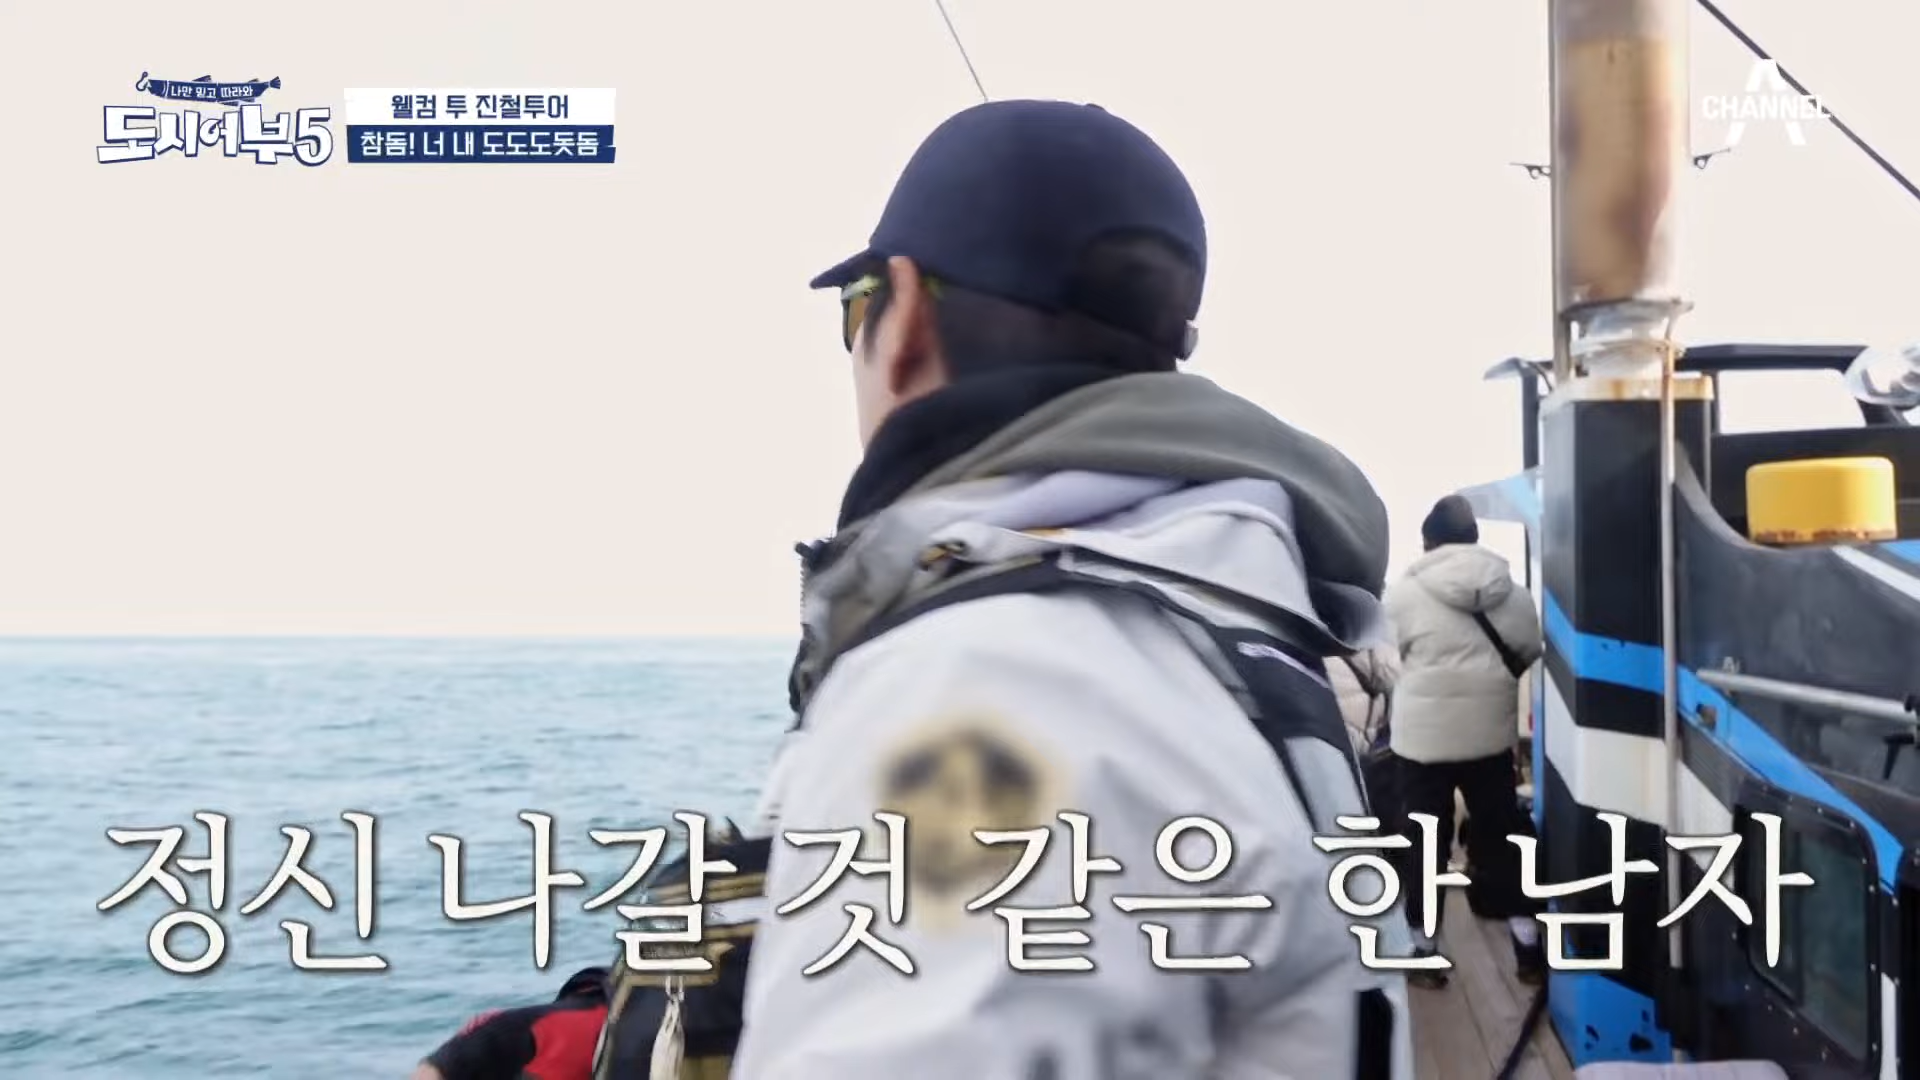 나만 믿고 따라와
도시어부5
웰컴 투 진철투어
참돔! 너 내 도도도돗돔
CHANNEL A
정신 나갈 것 같은 한 남자